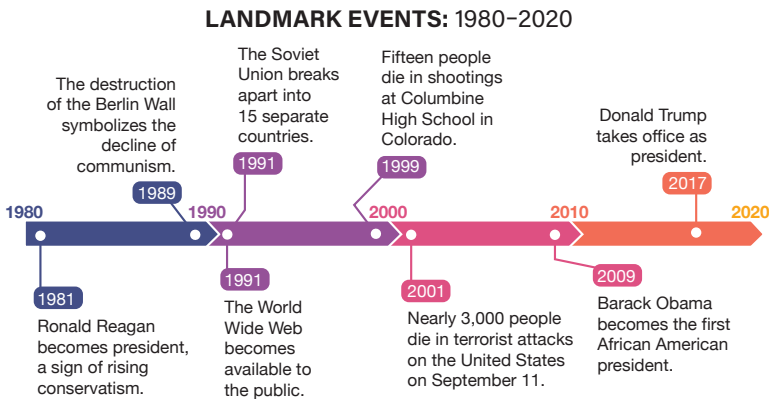 LANDMARK EVENTS: 1980–2020
The destruction
of the Berlin Wall
symbolizes the
decline of
communism.
1989
The Soviet
Union breaks
apart into
15 separate
countries.
1991
Fifteen people
die in shootings
at Columbine
High School in
Colorado.
1999
Donald Trump
takes office as
president.
2017
1980
1990
2000
2010
2020
1981
Ronald Reagan
becomes president,
a sign of rising
conservatism.
1991
The World
Wide Web
becomes
available to
the public.
2001
Nearly 3,000 people
die in terrorist attacks
on the United States
on September 11.
2009
Barack Obama
becomes the first
African American
president.